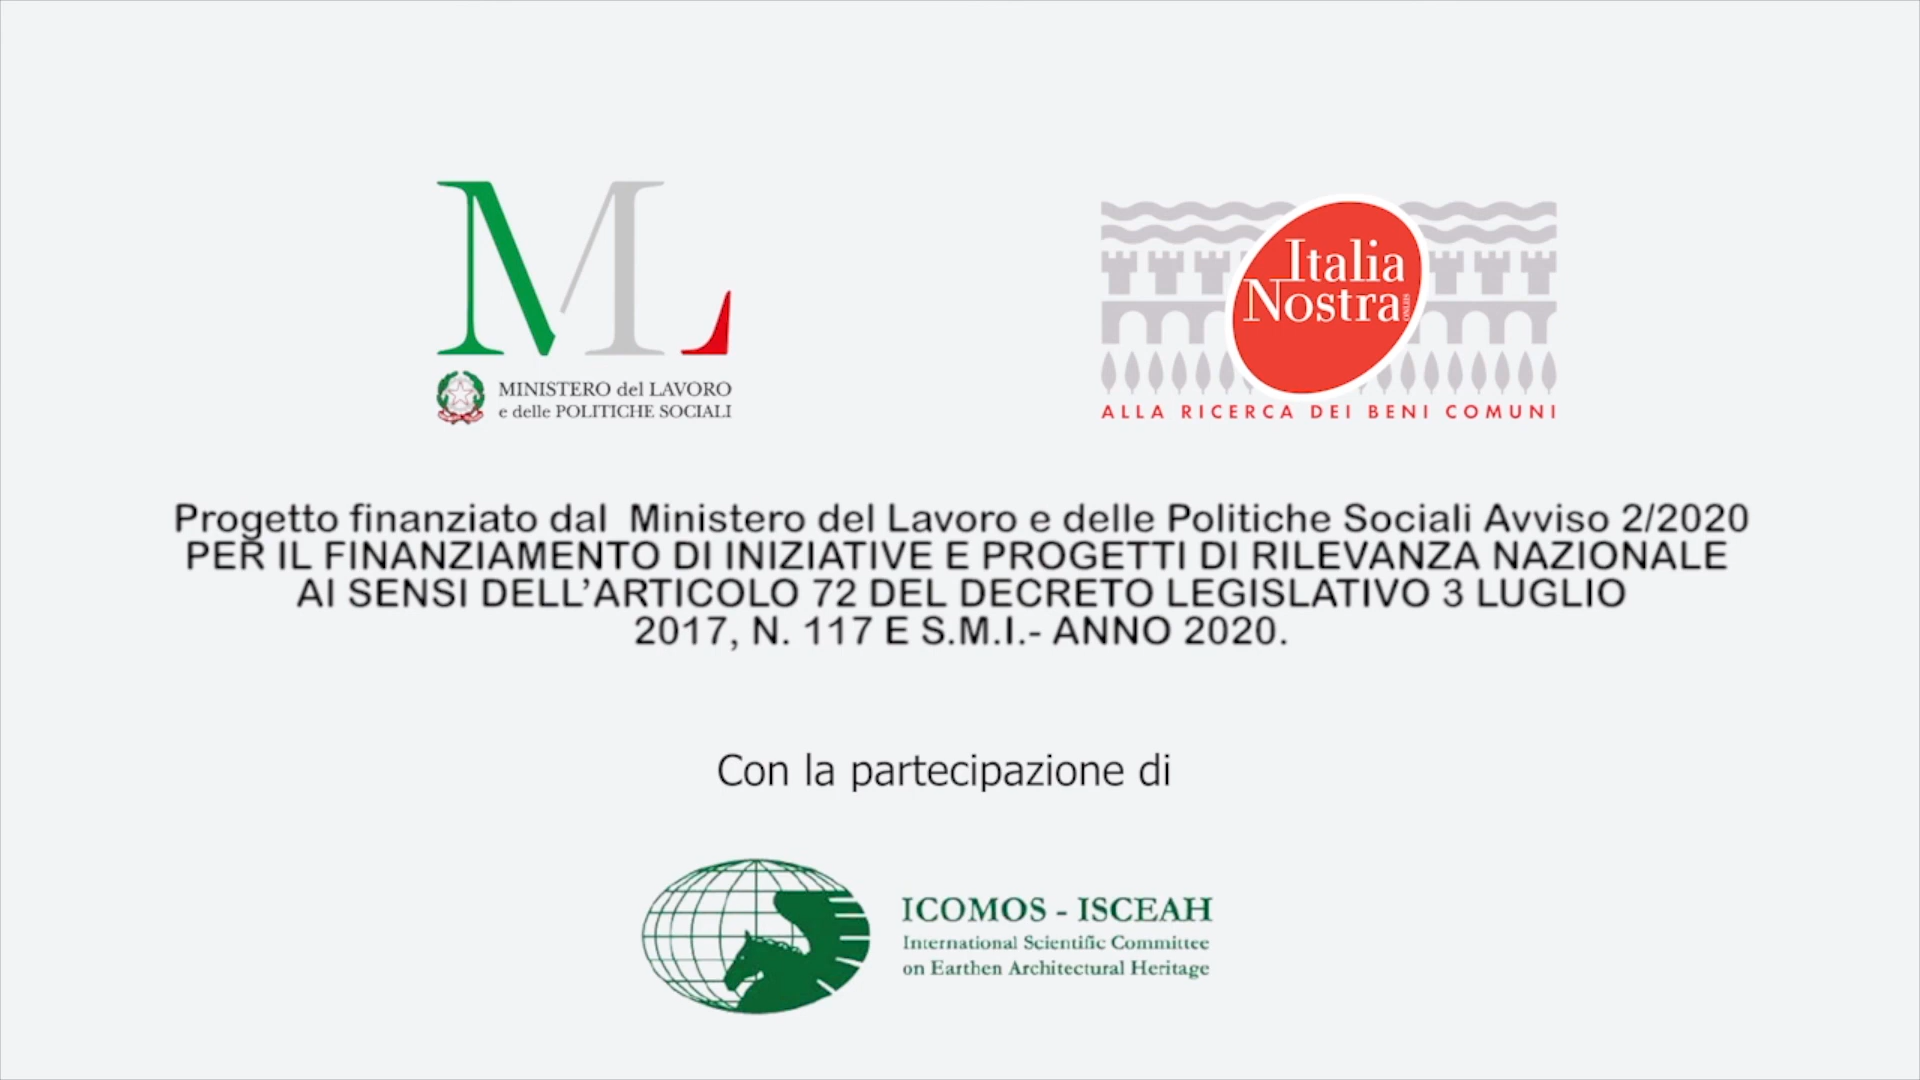 ML
MINISTERO del LAVORO
e delle POLITICHE SOCIALI
Italia
Nostra
ONLUS
ALLA RICERCA DEI BENI COMUNI
Progetto finanziato dal  Ministero del Lavoro e delle Politiche Sociali Avviso 2/2020
PER IL FINANZIAMENTO DI INIZIATIVE E PROGETTI DI RILEVANZA NAZIONALE
AI SENSI DELL’ARTICOLO 72 DEL DECRETO LEGISLATIVO 3 LUGLIO
2017, N. 117 E S.M.I.- ANNO 2020.
Con la partecipazione di
ICOMOS - ISCEAH
International Scientific Committee
on Earthen Architectural Heritage